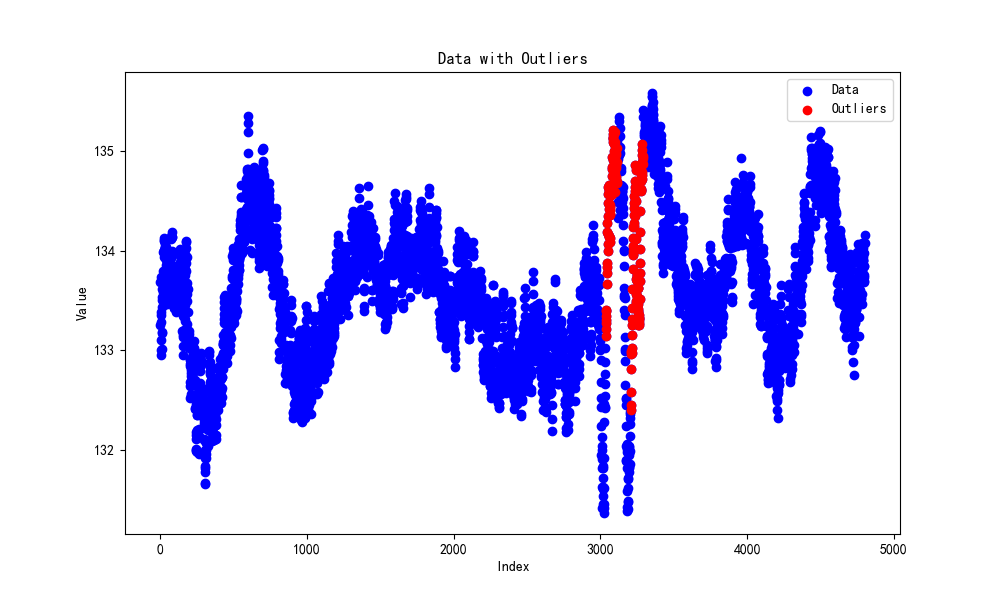 Data with Outliers
Data
Outliers
135
134
133
132
Value
0 1000 2000 3000 4000 5000
Index